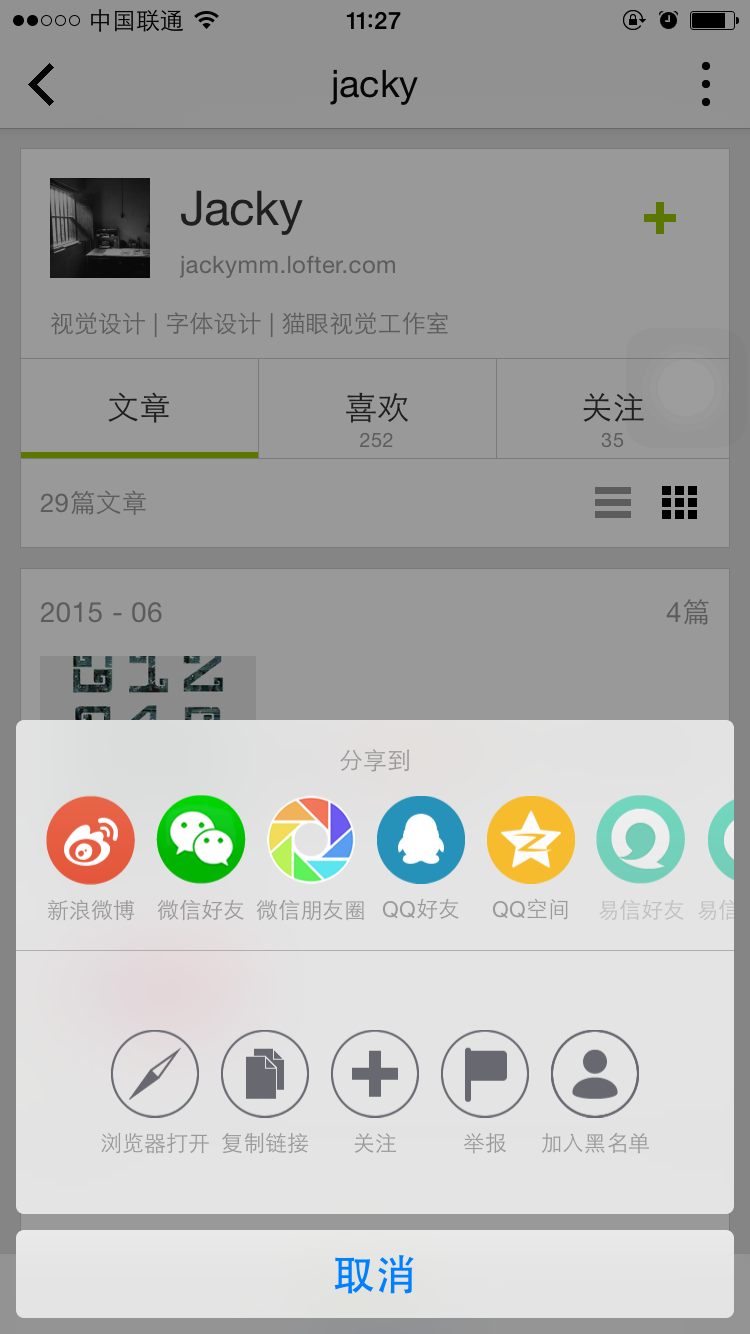 中国联通
11:27
jacky
Jacky
jackymm.lofter.com
视觉设计 | 字体设计 | 猫眼视觉工作室
文章
喜欢
关注
252
35
29篇文章
2015 - 06
4篇
012
分享到
新浪微博
微信好友
微信朋友圈
QQ好友
QQ空间
易信好友
易信
浏览器打开
复制链接
关注
举报
加入黑名单
取消